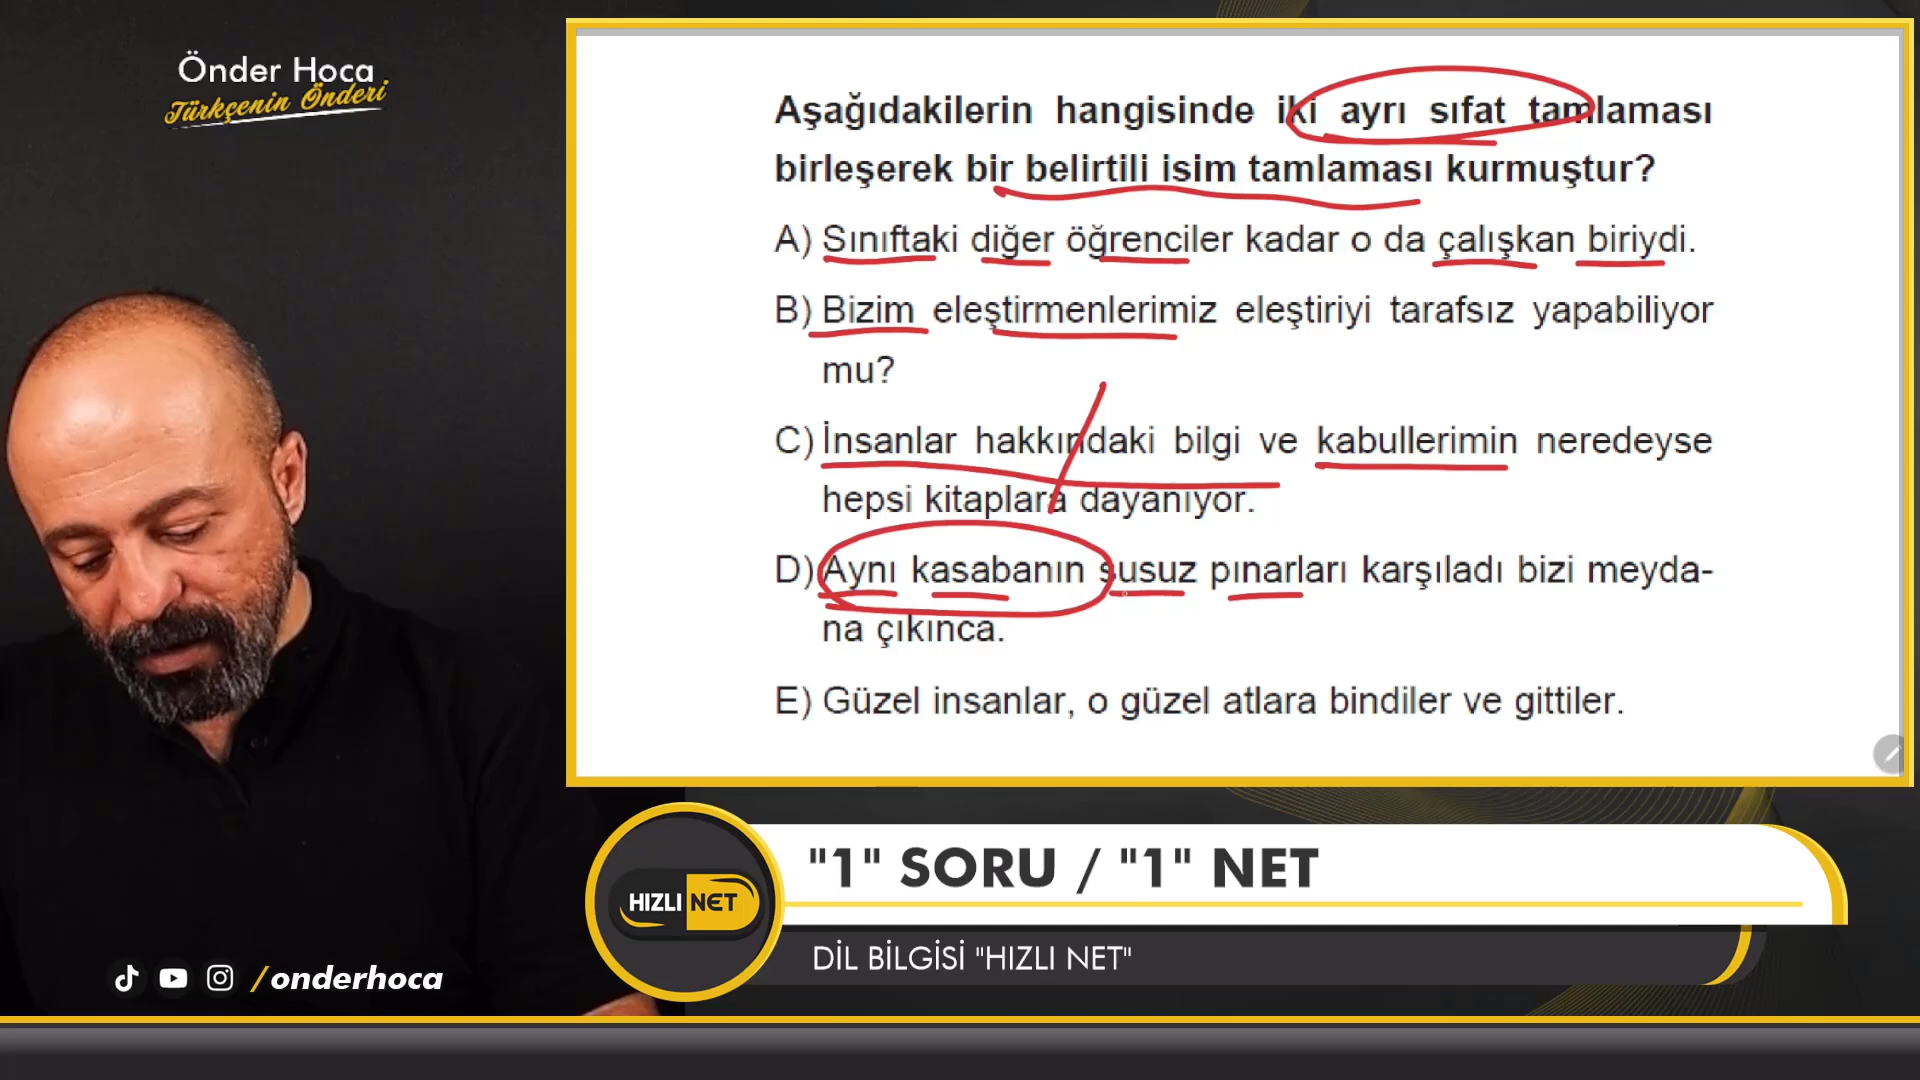 Önder Hoca
Türkçenin Önderi
Aşağıdakilerin hangisinde iki ayrı sıfat tamlaması
birleşerek bir belirtili isim tamlaması kurmuştur?
A) Sınıftaki diğer öğrenciler kadar o da çalışkan biriydi.
B) Bizim eleştirmenlerimiz eleştiriyi tarafsız yapabiliyor
mu?
C) İnsanlar hakkındaki bilgi ve kabullerimin neredeyse
hepsi kitaplara dayanıyor.
D) Aynı kasabanın susuz pınarları karşıladı bizi meyda-
na çıkınca.
E) Güzel insanlar, o güzel atlara bindiler ve gittiler.
"1" SORU / "1" NET
HIZLI NET
DİL BİLGİSİ "HIZLI NET"
/onderhoca